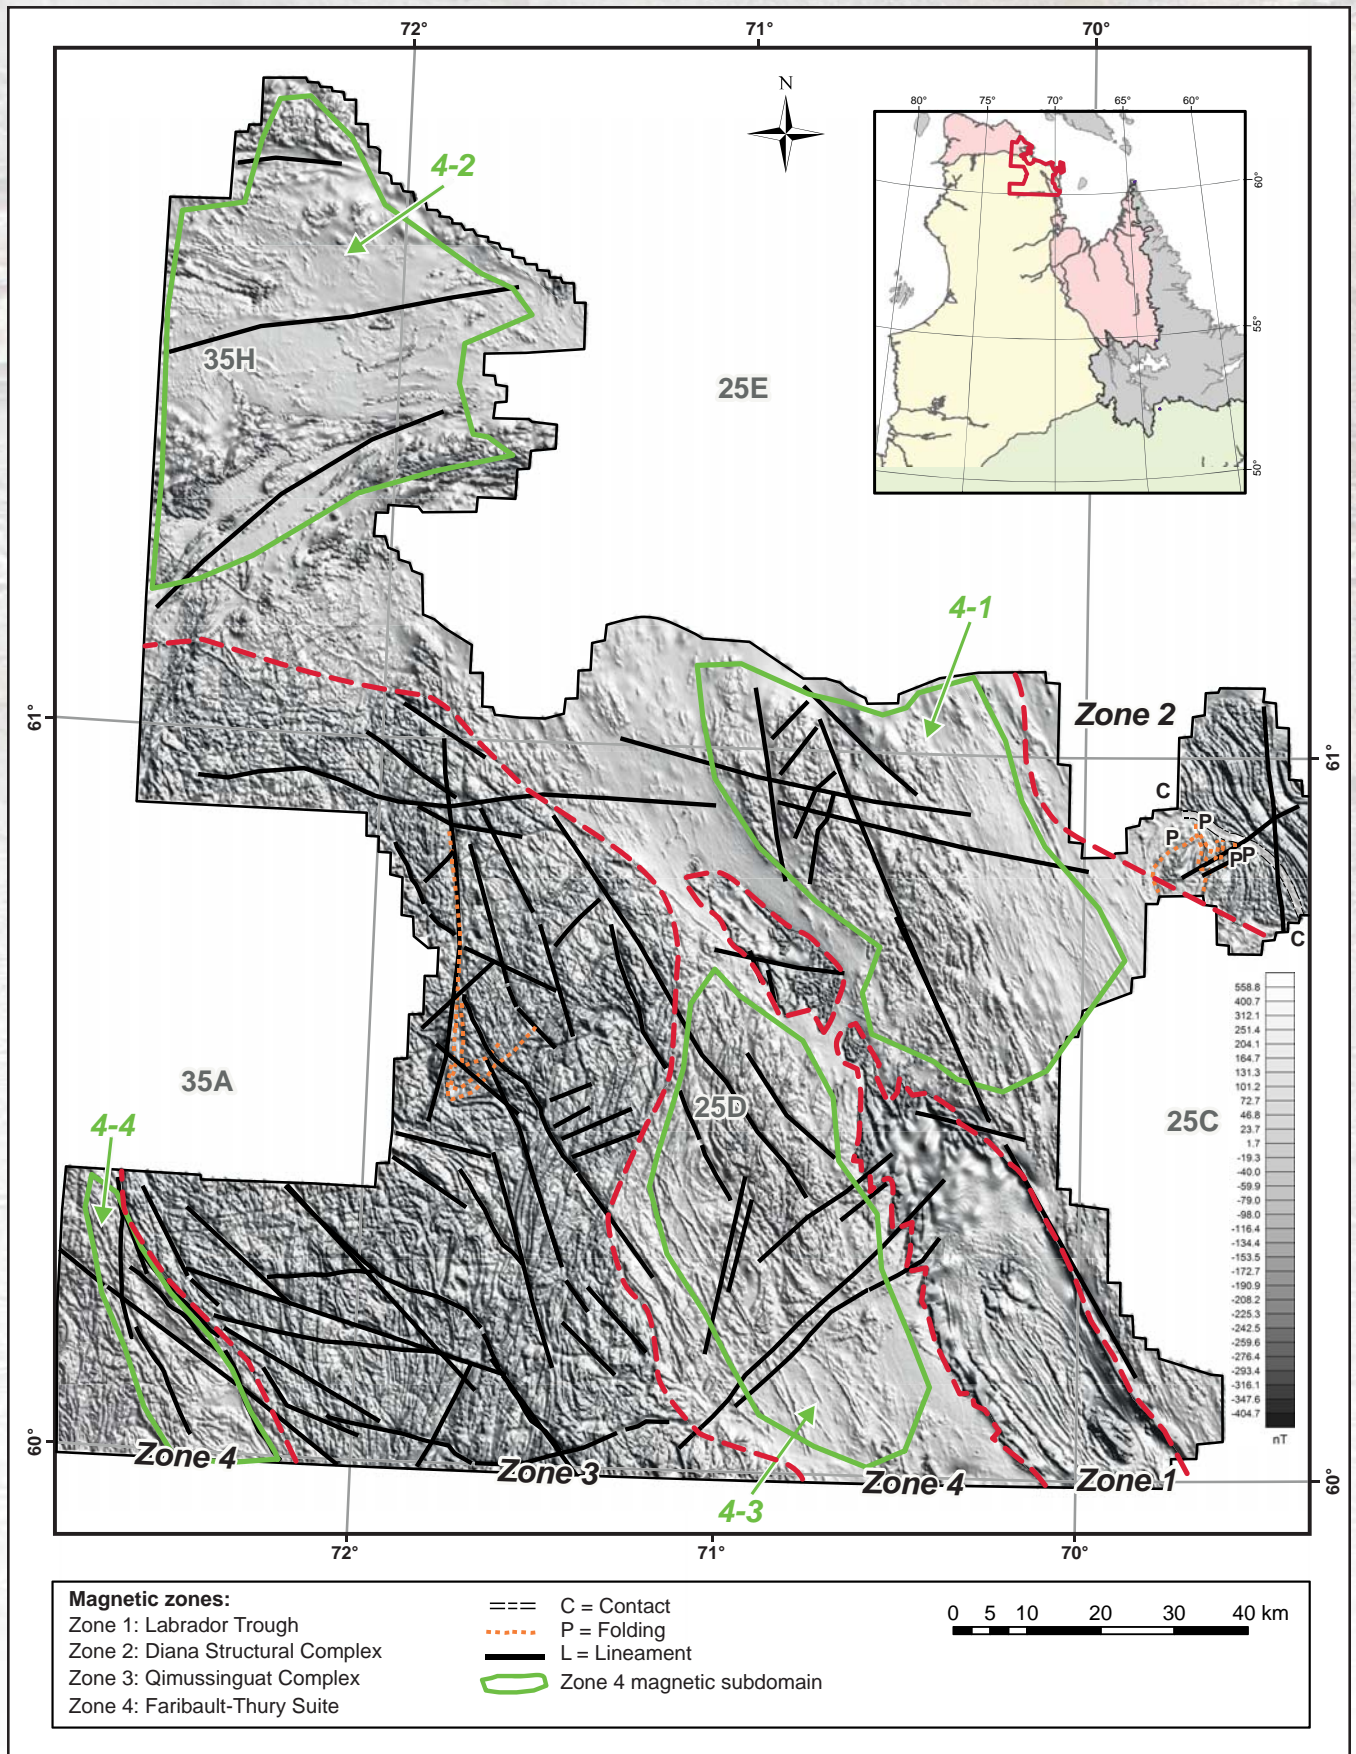 72°
71°
70°
N
80°
75°
70°
65°
60°
60°
55°
50°
4-2
35H
25E
4-1
61°
Zone 2
61°
C
P
P
P
P
C
558.8
400.7
312.1
251.4
204.1
164.7
131.3
101.2
72.7
46.8
23.7
1.7
-19.3
-40.0
-59.9
-79.0
-98.0
-116.4
-134.4
-153.5
-172.7
-190.9
-208.2
-225.3
-242.5
-259.6
-276.4
-293.4
-316.1
-347.6
-404.7
nT
35A
25D
25C
4-4
60°
Zone 4
Zone 3
4-3
Zone 4
Zone 1
60°
72°
71°
70°
Magnetic zones:
Zone 1: Labrador Trough
Zone 2: Diana Structural Complex
Zone 3: Qimussinguat Complex
Zone 4: Faribault-Thury Suite
C = Contact
P = Folding
L = Lineament
Zone 4 magnetic subdomain
0 5 10 20 30 40 km